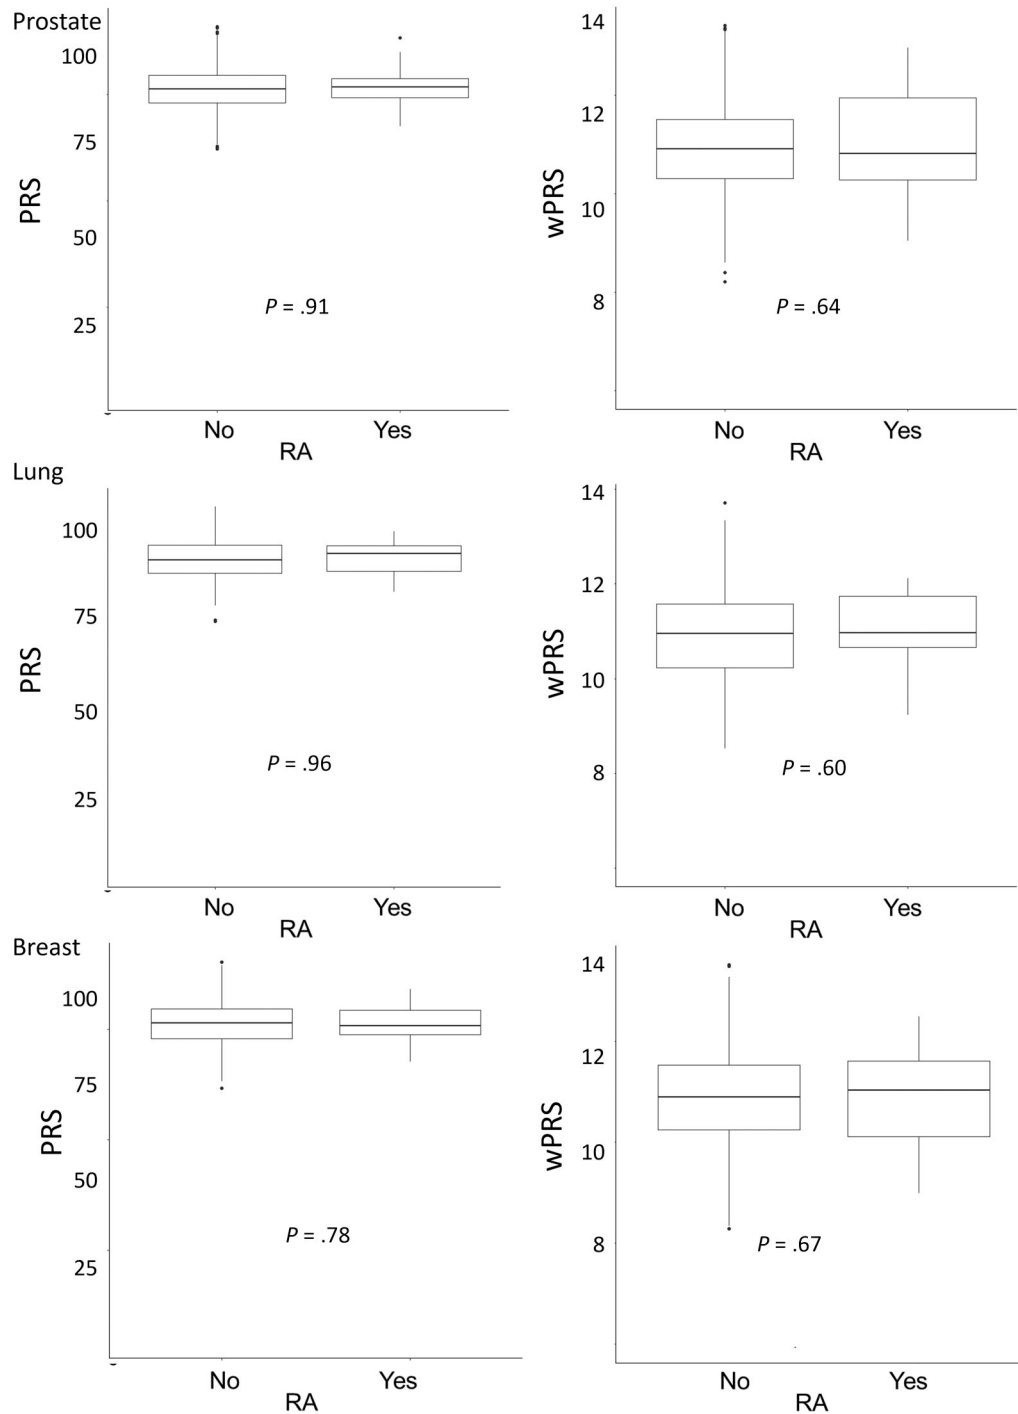 Prostate
100
75
50
25
PRS
P = .91
No Yes
RA
14
12
10
8
wPRS
P = .64
No Yes
RA
Lung
100
75
50
25
PRS
P = .96
No Yes
RA
14
12
10
8
wPRS
P = .60
No Yes
RA
Breast
100
75
50
25
PRS
P = .78
No Yes
RA
14
12
10
8
wPRS
P = .67
No Yes
RA